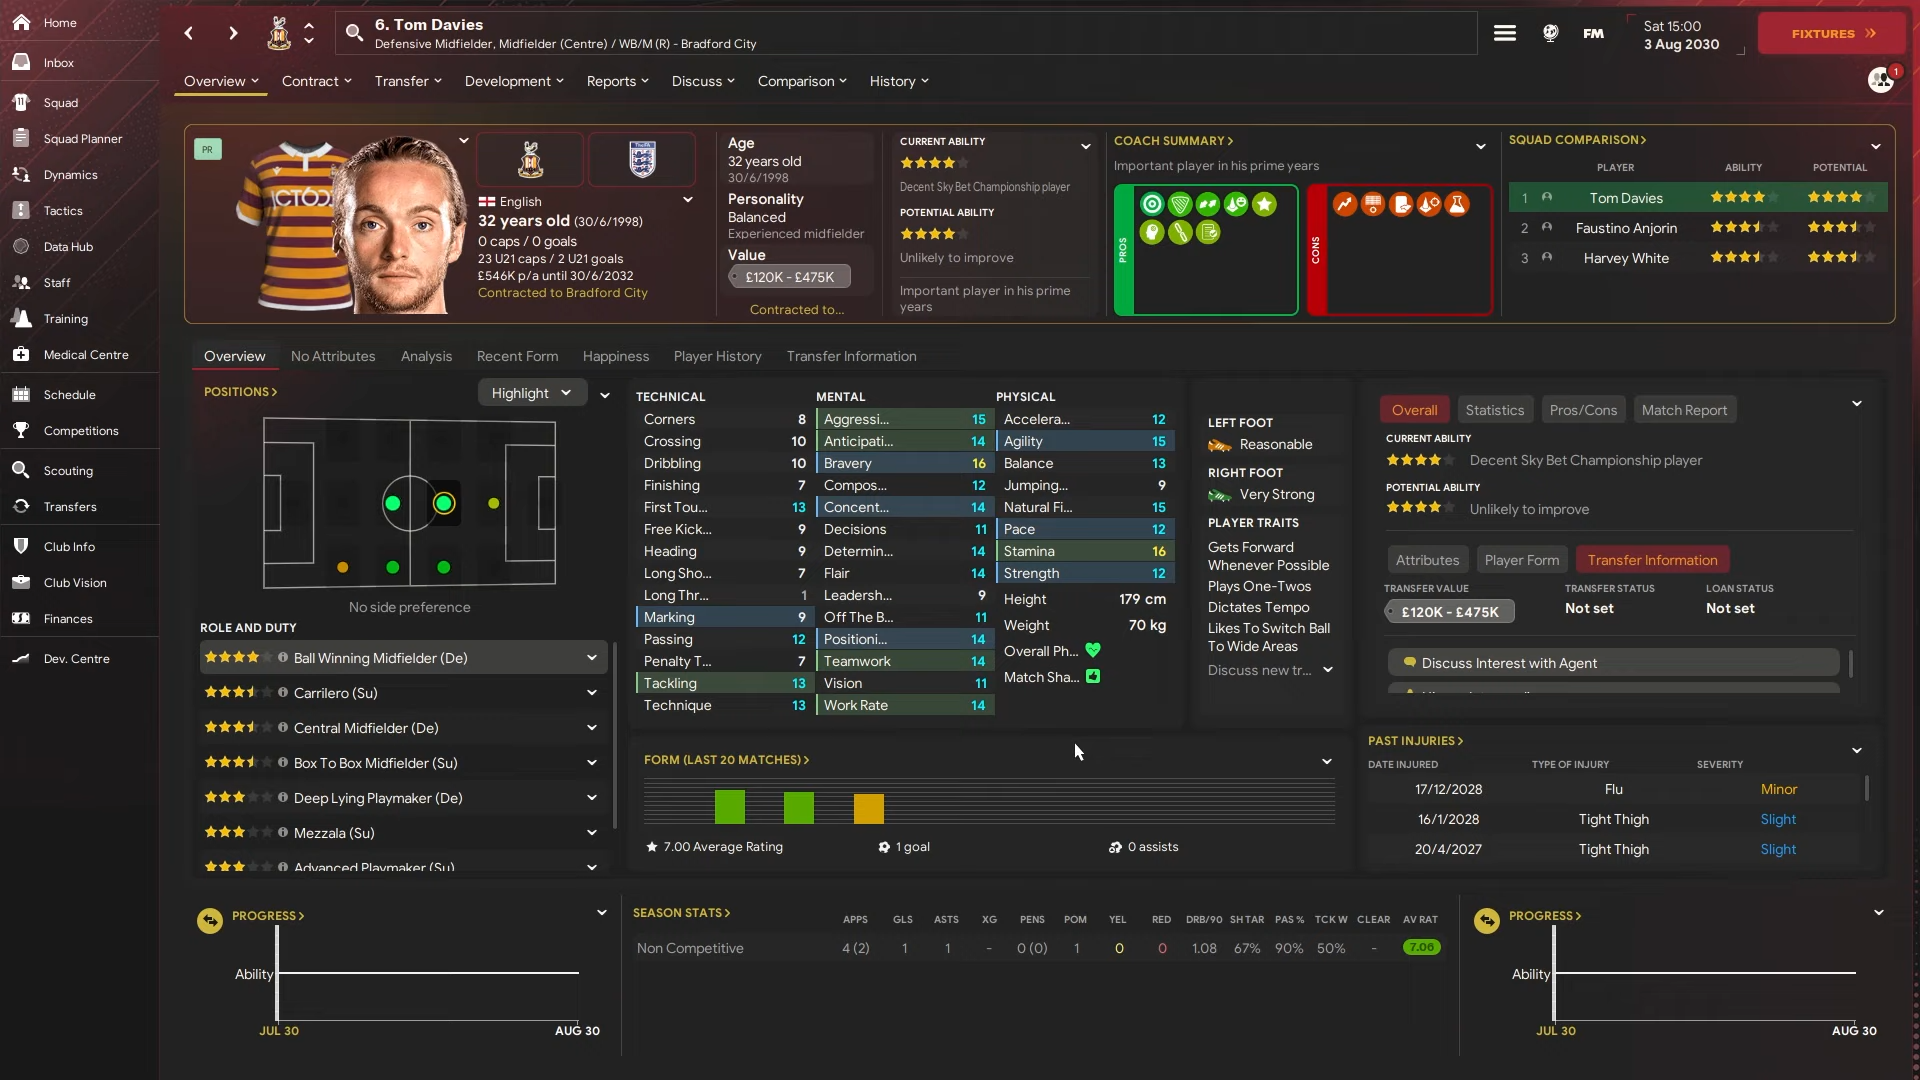 Home
Inbox
Squad
Squad Planner
Dynamics
Tactics
Data Hub
Staff
Training
Medical Centre
Schedule
Competitions
Scouting
Transfers
Club Info
Club Vision
Finances
Dev. Centre
6. Tom Davies
Defensive Midfielder, Midfielder (Centre) / WB/M (R) - Bradford City
FM
Sat 15:00
3 Aug 2030
FIXTURES
Overview Contract Transfer Development Reports Discuss Comparison History
1
PR
English
32 years old (30/6/1998)
0 caps / 0 goals
23 U21 caps / 2 U21 goals
£546K p/a until 30/6/2032
Contracted to Bradford City
Age
32 years old
30/6/1998
Personality
Balanced
Experienced midfielder
Value
£120K - £475K
Contracted to...
CURRENT ABILITY
Decent Sky Bet Championship player
POTENTIAL ABILITY
Unlikely to improve
Important player in his prime
years
COACH SUMMARY >
Important player in his prime years
PROS
CONS
SQUAD COMPARISON >
PLAYER ABILITY POTENTIAL
1 Tom Davies
2 Faustino Anjorin
3 Harvey White
Overview No Attributes Analysis Recent Form Happiness Player History Transfer Information
POSITIONS >
Highlight
No side preference
ROLE AND DUTY
Ball Winning Midfielder (De)
Carrilero (Su)
Central Midfielder (De)
Box To Box Midfielder (Su)
Deep Lying Playmaker (De)
Mezzala (Su)
Advanced Playmaker (Su)
TECHNICAL
Corners 8
Crossing 10
Dribbling 10
Finishing 7
First Tou... 13
Free Kick... 9
Heading 9
Long Sho... 7
Long Thr... 1
Marking 9
Passing 12
Penalty T... 7
Tackling 13
Technique 13
MENTAL
Aggressi... 15
Anticipati... 14
Bravery 16
Compos... 12
Concent... 14
Decisions 11
Determin... 14
Flair 14
Leadersh... 9
Off The B... 11
Positioni... 14
Teamwork 14
Vision 11
Work Rate 14
PHYSICAL
Accelera... 12
Agility 15
Balance 13
Jumping... 9
Natural Fi... 15
Pace 12
Stamina 16
Strength 12
Height 179 cm
Weight 70 kg
Overall Ph...
Match Sha...
LEFT FOOT
Reasonable
RIGHT FOOT
Very Strong
PLAYER TRAITS
Gets Forward
Whenever Possible
Plays One-Twos
Dictates Tempo
Likes To Switch Ball
To Wide Areas
Discuss new tr...
Overall Statistics Pros/Cons Match Report
CURRENT ABILITY
Decent Sky Bet Championship player
POTENTIAL ABILITY
Unlikely to improve
Attributes Player Form Transfer Information
TRANSFER VALUE TRANSFER STATUS LOAN STATUS
£120K - £475K Not set Not set
Discuss Interest with Agent
FORM (LAST 20 MATCHES) >
7.00 Average Rating 1 goal 0 assists
PAST INJURIES >
DATE INJURED TYPE OF INJURY SEVERITY
17/12/2028 Flu Minor
16/1/2028 Tight Thigh Slight
20/4/2027 Tight Thigh Slight
PROGRESS >
Ability
JUL 30 AUG 30
SEASON STATS >
APPS GLS ASTS XG PENS POM YEL RED DRB/90 SH TAR PAS % TCK W CLEAR AV RAT
Non Competitive 4 (2) 1 1 - 0 (0) 1 0 0 1.08 67% 90% 50% - 7.06
PROGRESS >
Ability
JUL 30 AUG 30